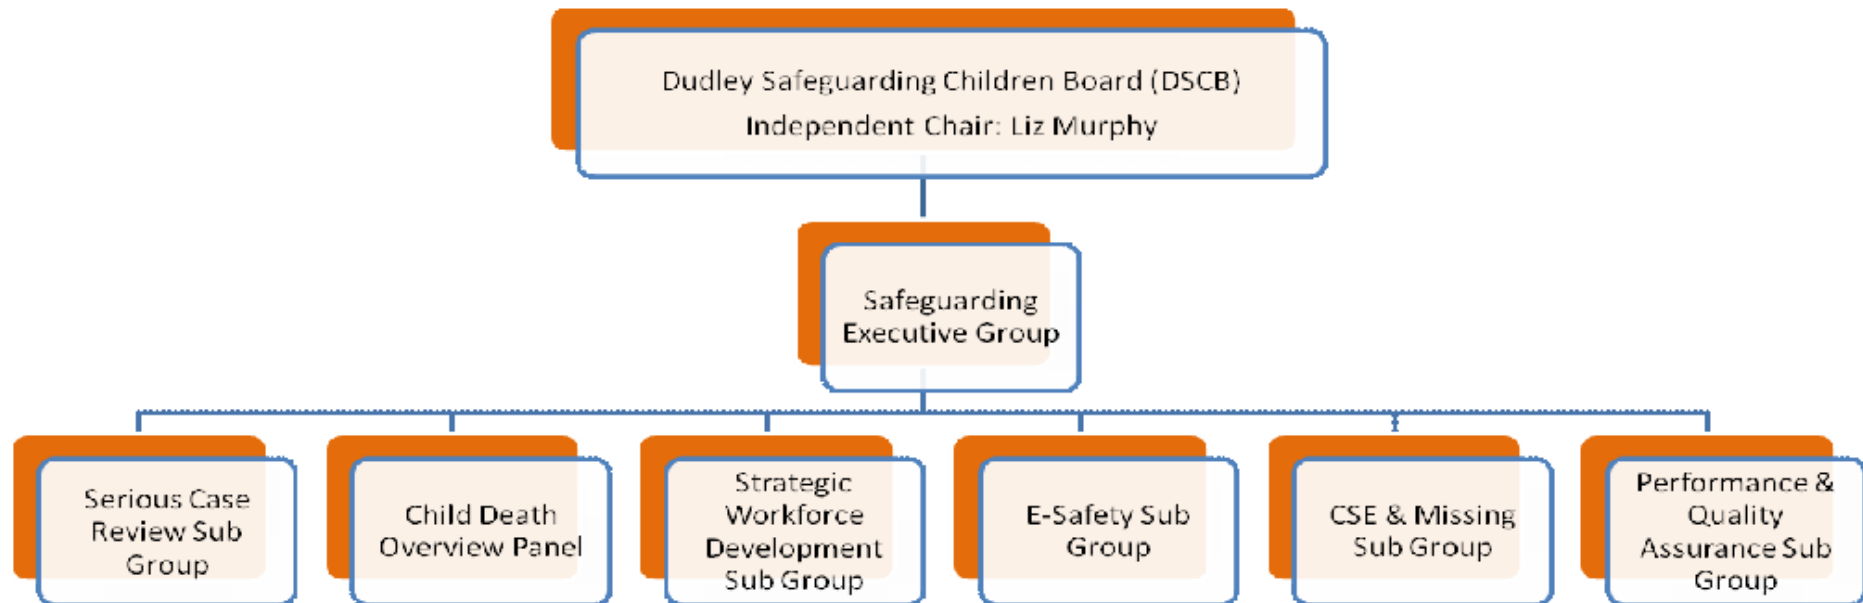 Dudley Safeguarding Children Board (DSCB)
Independent Chair: Liz Murphy
Safeguarding
Executive Group
Serious Case
Review Sub
Group
Child Death
Overview Panel
Strategic
Workforce
Development
Sub Group
E-Safety Sub
Group
CSE & Missing
Sub Group
Performance &
Quality
Assurance Sub
Group